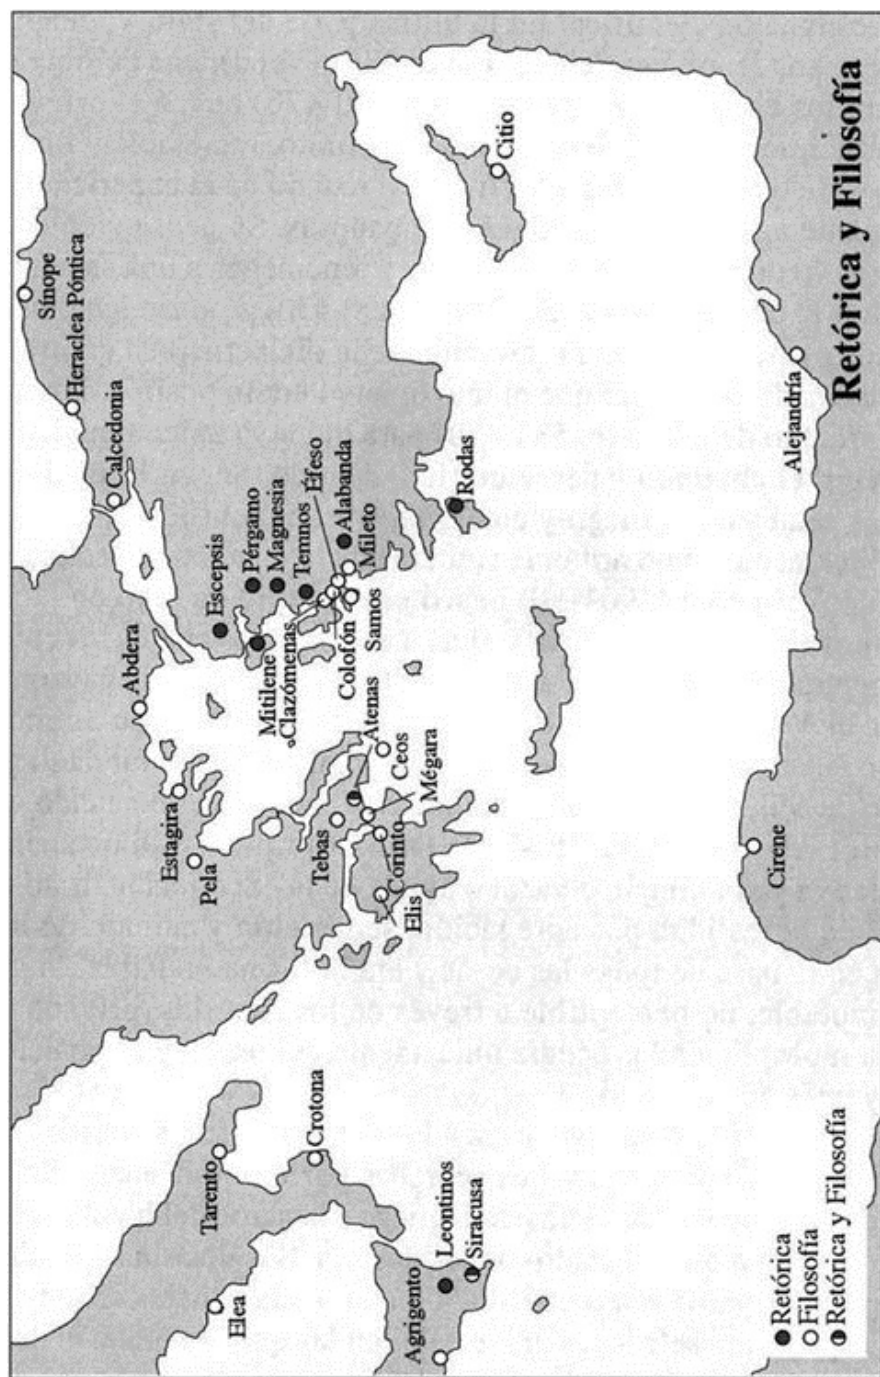 Retórica y Filosofía
Sínope
Heraclea Póntica
Calcedonia
Abdera
Estagira
Pela
Escepsis
Pérgamo
Magnesia
Temnos
Éfeso
Alabanda
Mileto
Mitilene
Clazómenas
Colofón
Samos
Rodas
Citio
Atenas
Ceos
Tebas
Mégara
Corinto
Elis
Tarento
Crotona
Elea
Agrigento
Leontinos
Siracusa
Cirene
Alejandría
Retórica
Filosofía
Retórica y Filosofía